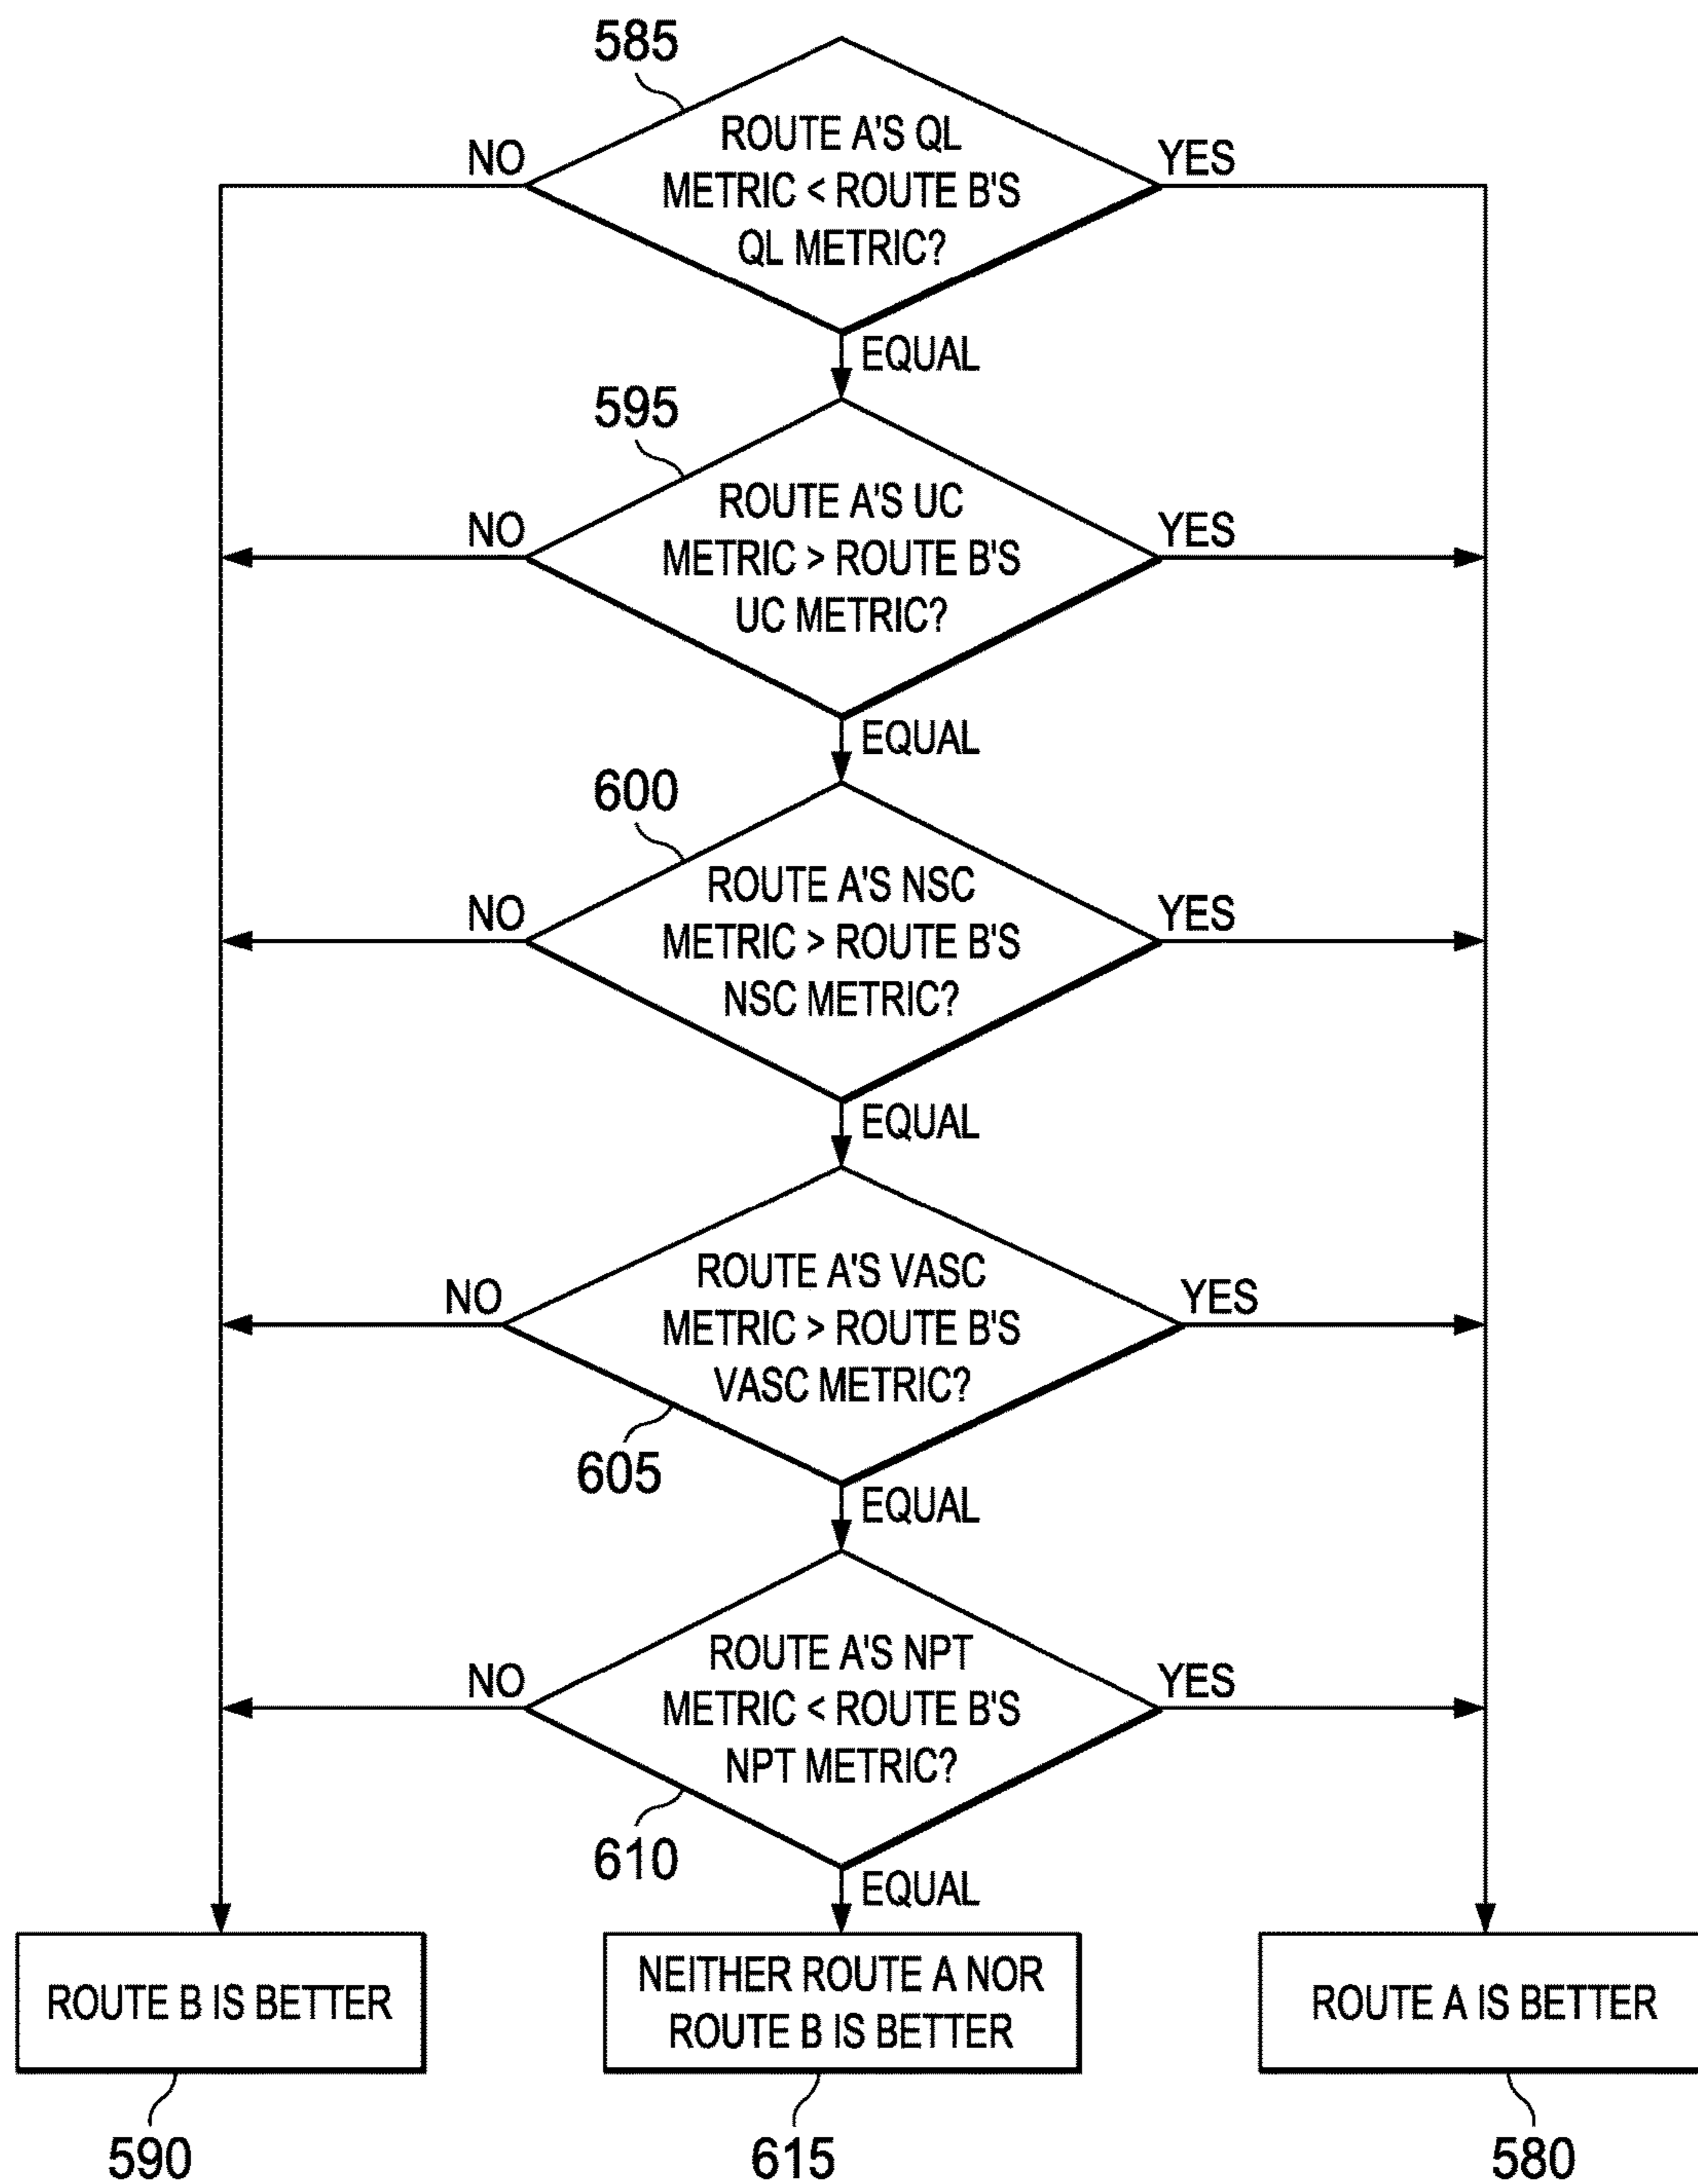 585
ROUTE A'S QL
NO
YES
METRIC < ROUTE B'S
QL METRIC?
EQUAL
595
ROUTE A'S UC
NO
YES
METRIC > ROUTE B'S
UC METRIC?
EQUAL
600
ROUTE A'S NSC
NO
YES
METRIC > ROUTE B'S
NSC METRIC?
EQUAL
ROUTE A'S VASC
NO
YES
METRIC > ROUTE B'S
VASC METRIC?
605
EQUAL
ROUTE A'S NPT
NO
YES
METRIC < ROUTE B'S
NPT METRIC?
610
EQUAL
ROUTE B IS BETTER
NEITHER ROUTE A NOR
ROUTE B IS BETTER
ROUTE A IS BETTER
590
615
580